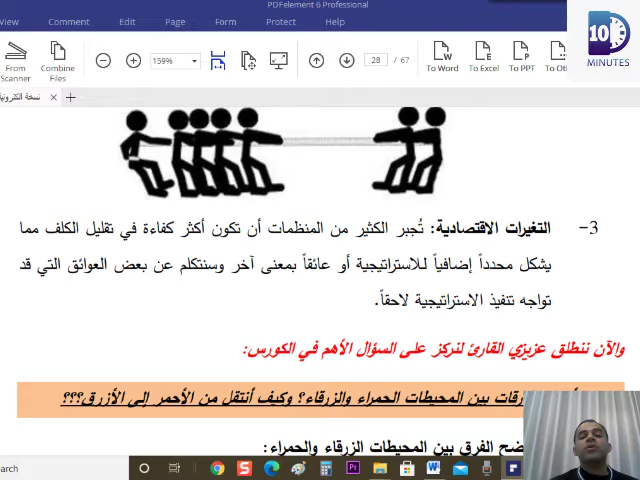 PDFelement 6 Professional
View Comment Edit Page Form Protect Help
From Scanner
Combine Files
159%
28 / 67
To Word To Excel To PPT
10
MINUTES
3- التغيرات الاقتصادية: تُجبر الكثير من المنظمات أن تكون أكثر كفاءة في تقليل الكلف مما
يشكل محدداً إضافياً للاستراتيجية أو عائقاً بمعنى آخر وسنتكلم عن بعض العوائق التي قد
تواجه تنفيذ الاستراتيجية لاحقاً.
والآن ننطلق عزيزي القارئ لنركز على السؤال الأهم في الكورس:
بين المحيطات الحمراء والزرقاء؟ وكيف أنتقل من الأحمر إلى الأزرق؟؟؟
الفرق بين المحيطات الزرقاء والحمراء: